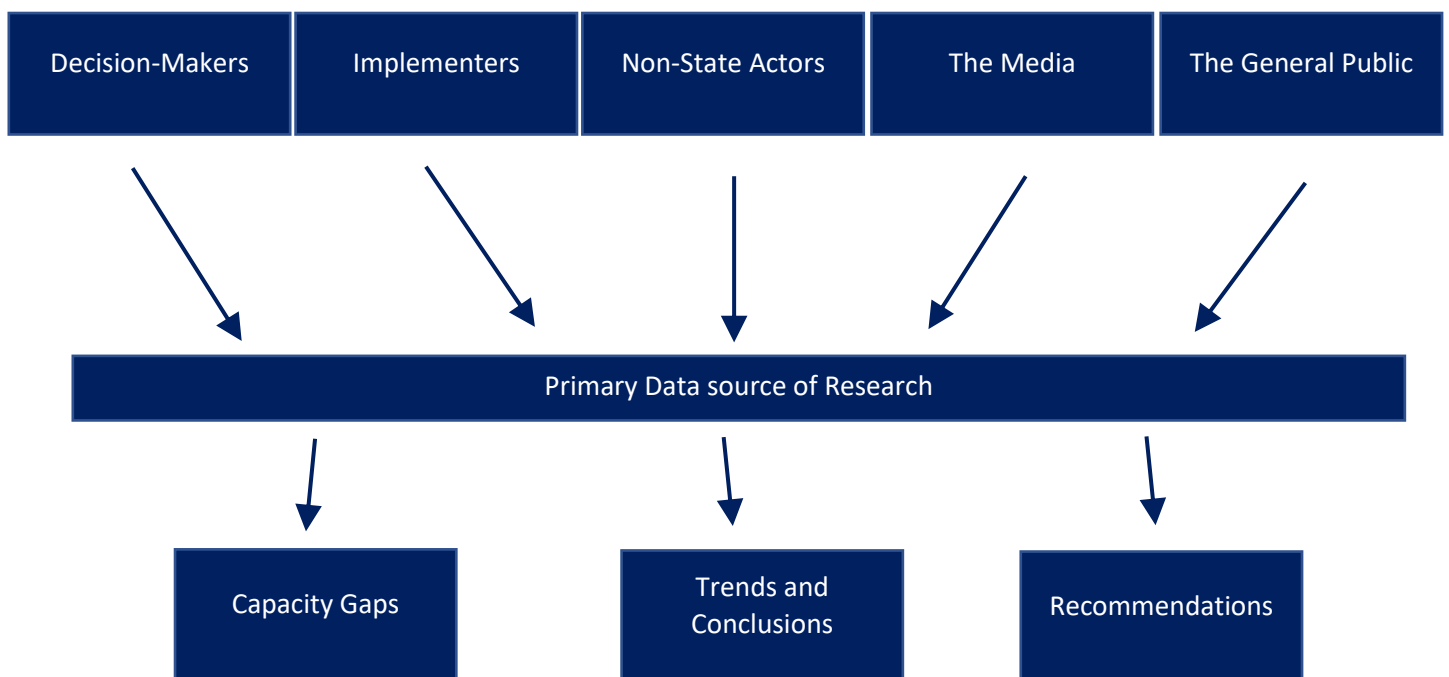 Decision-Makers
Implementers
Non-State Actors
The Media
The General Public
Primary Data source of Research
Capacity Gaps
Trends and
Conclusions
Recommendations